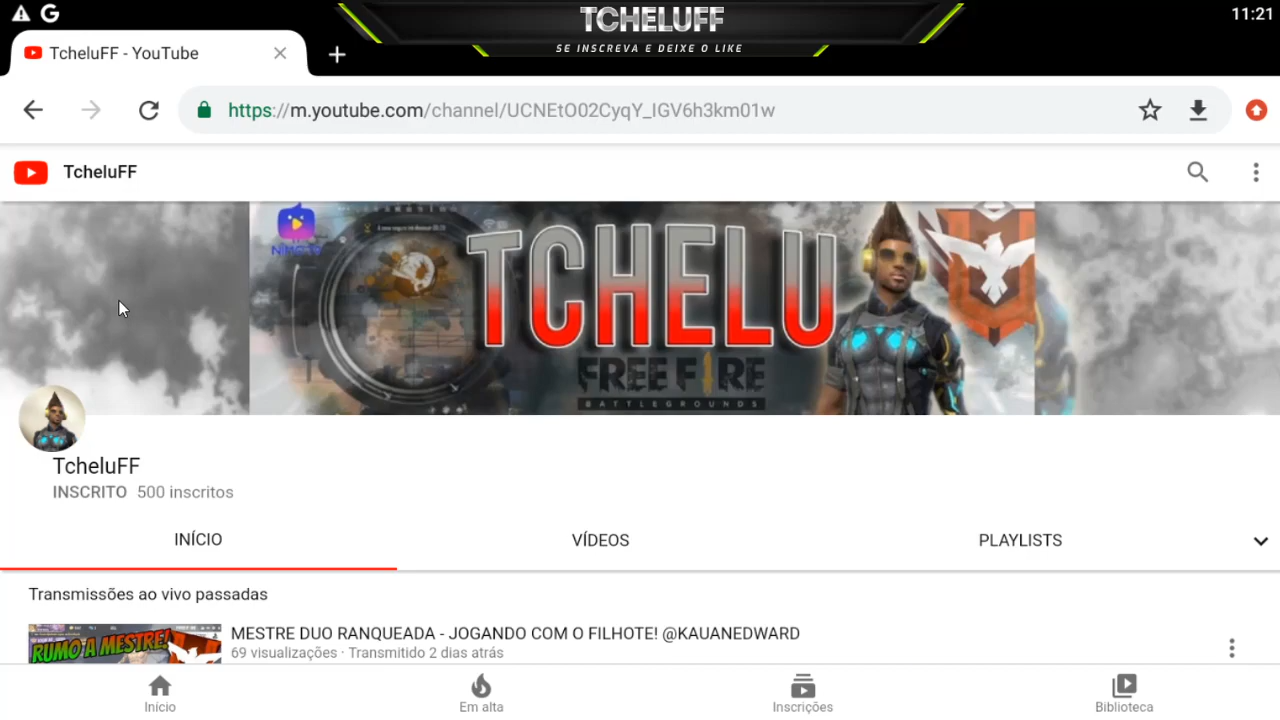 TCHELUFF
11:21
SE INSCREVA E DEIXE O LIKE
TcheluFF - YouTube
https://m.youtube.com/channel/UCNEtO02CyqY_IGV6h3km01w
TcheluFF
NIMOTV
TCHELU
FREE FIRE
BATTLEGROUNDS
TcheluFF
INSCRITO 500 inscritos
INÍCIO
VÍDEOS
PLAYLISTS
Transmissões ao vivo passadas
RUMO A MESTRE!
MESTRE DUO RANQUEADA - JOGANDO COM O FILHOTE! @KAUANEDWARD
69 visualizações · Transmitido 2 dias atrás
Início
Em alta
Inscrições
Biblioteca